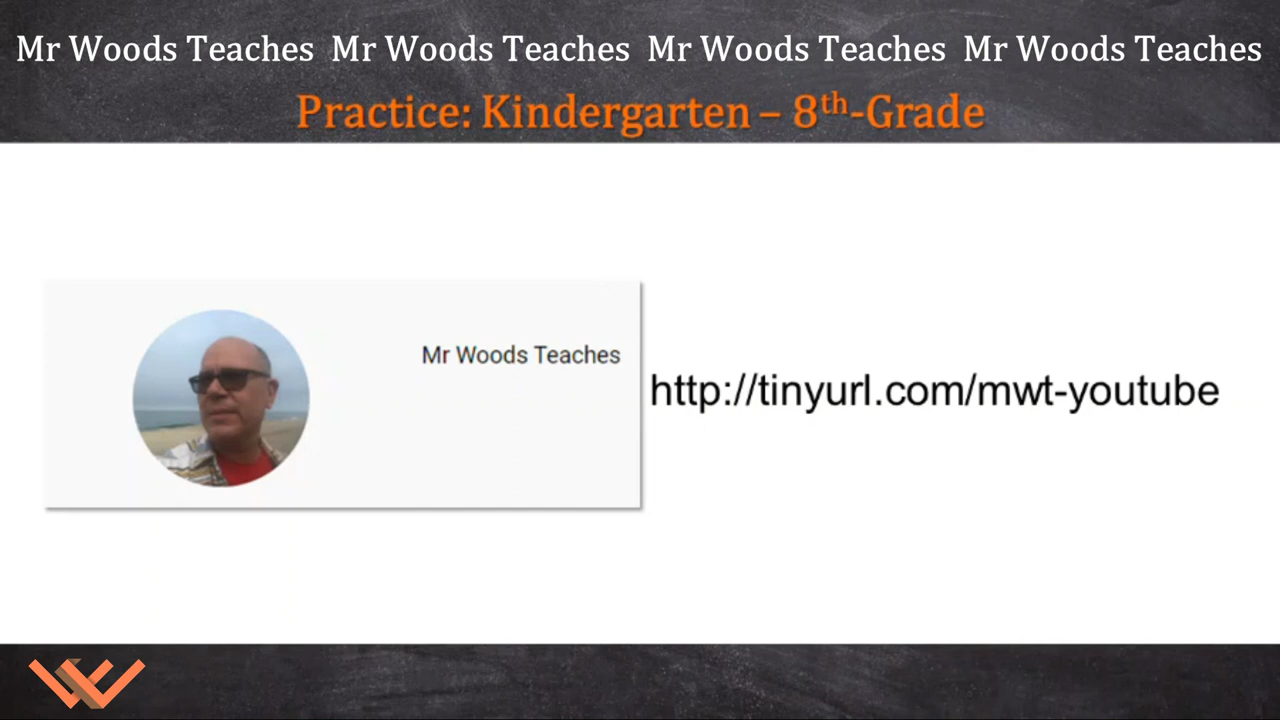 Mr Woods Teaches Mr Woods Teaches Mr Woods Teaches Mr Woods Teaches
Practice: Kindergarten – 8th-Grade
Mr Woods Teaches
http://tinyurl.com/mwt-youtube